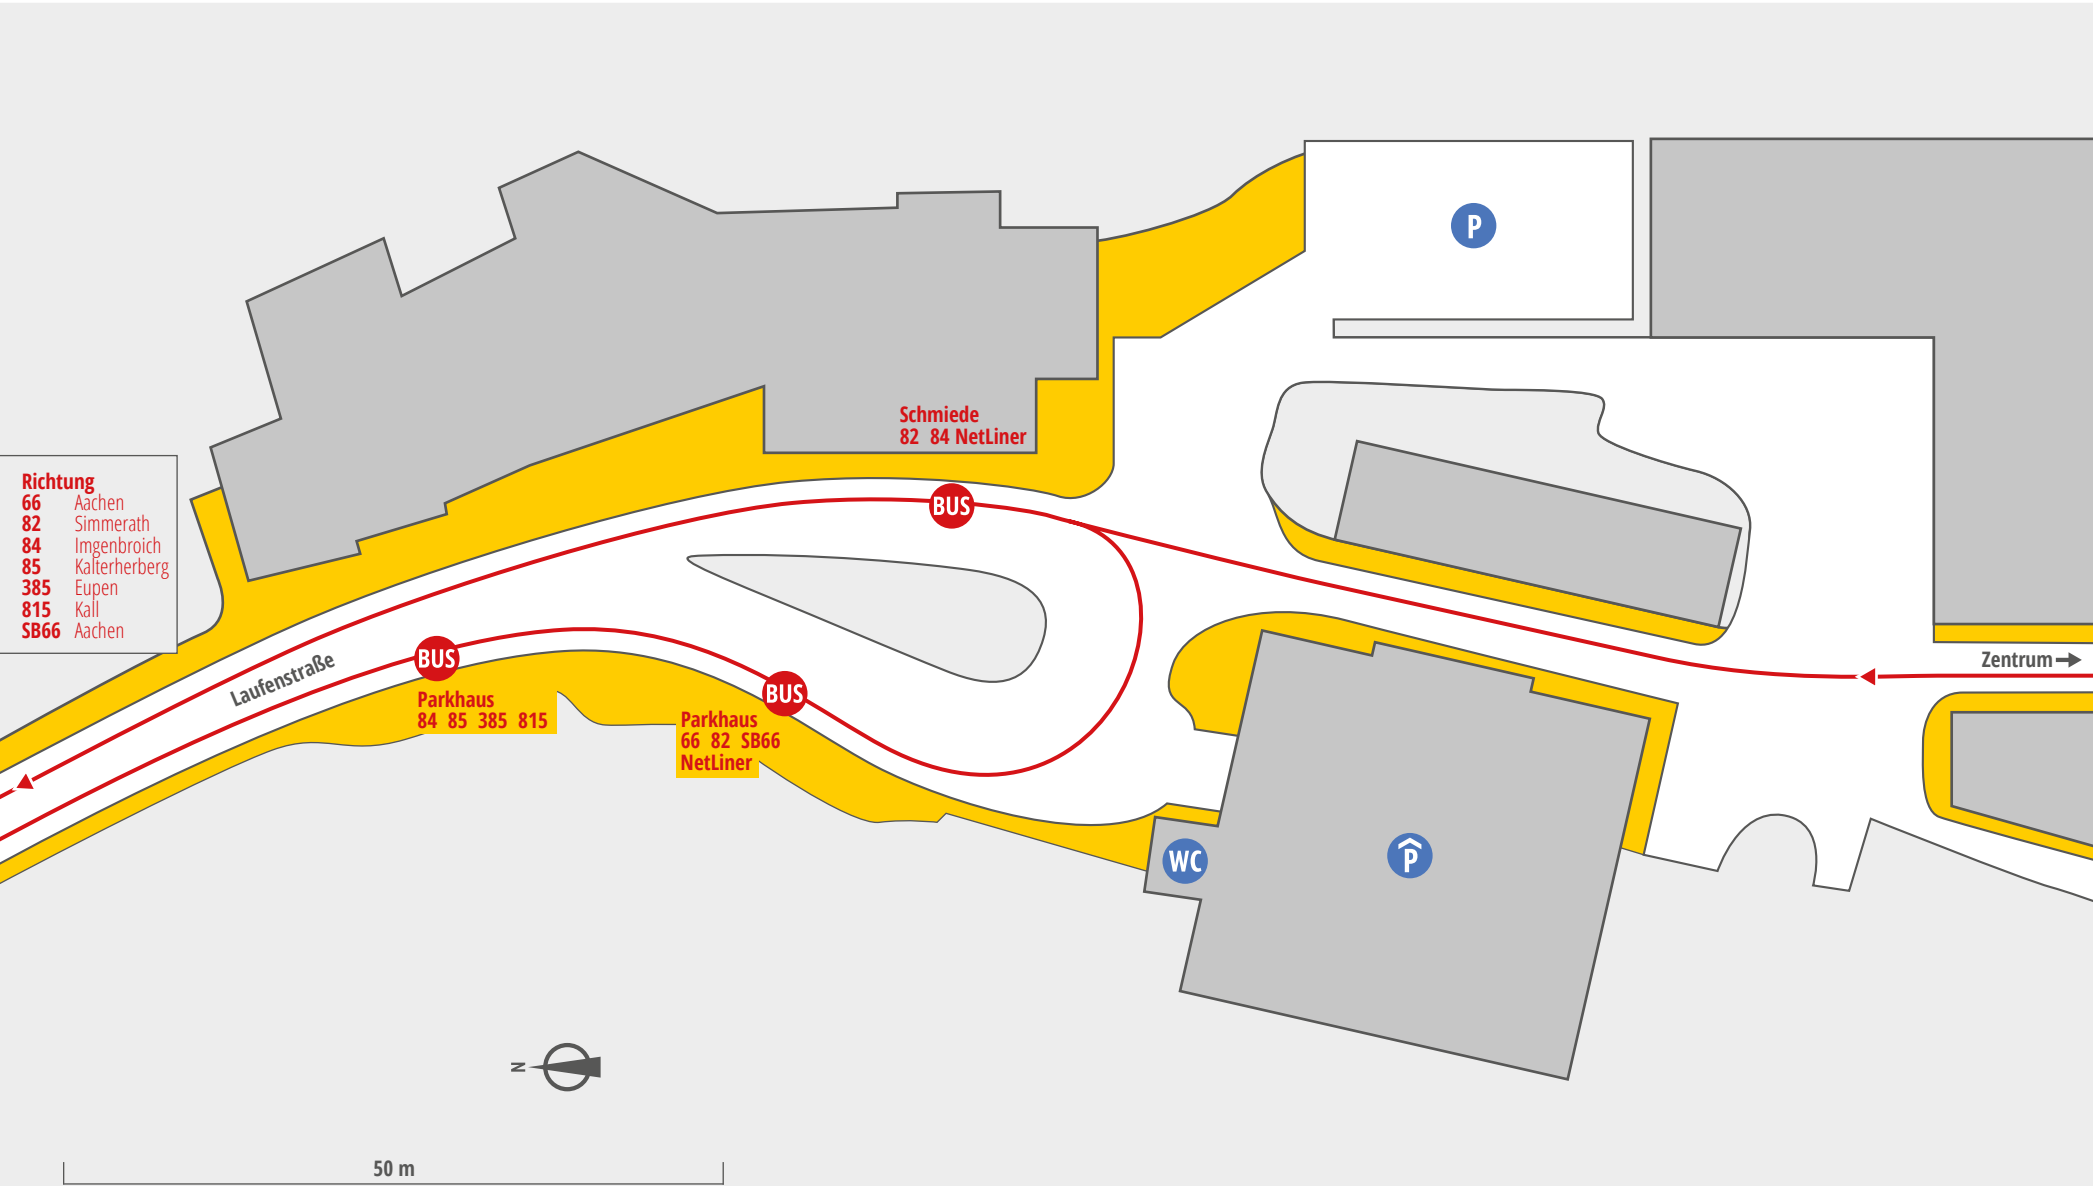 P
Schmiede
82 84 NetLiner
BUS
Richtung
66 Aachen
82 Simmerath
84 Imgenbroich
85 Kalterherberg
385 Eupen
815 Kall
SB66 Aachen
Laufenstraße
BUS
Parkhaus
84 85 385 815
BUS
Parkhaus
66 82 SB66
NetLiner
Zentrum
WC
P
N
50 m